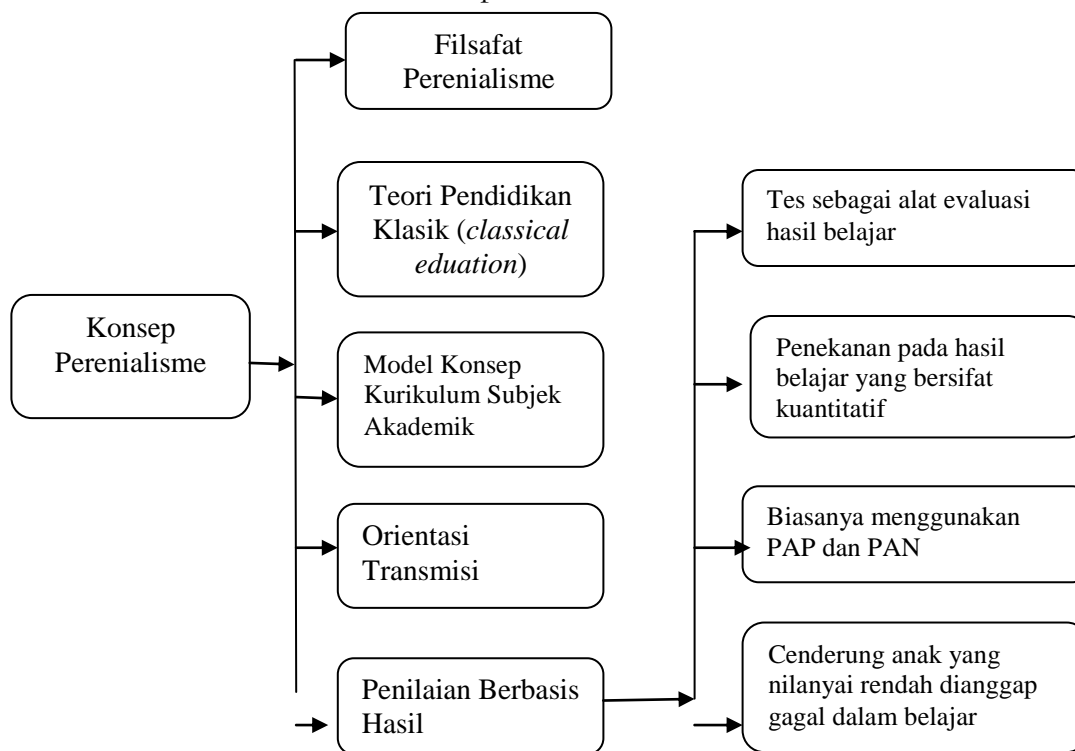 Filsafat
Perenialisme
Teori Pendidikan
Klasik (classical
eduation)
Konsep
Perenialisme
Model Konsep
Kurikulum Subjek
Akademik
Orientasi
Transmisi
Penilaian Berbasis
Hasil
Tes sebagai alat evaluasi
hasil belajar
Penekanan pada hasil
belajar yang bersifat
kuantitatif
Biasanya menggunakan
PAP dan PAN
Cenderung anak yang
nilanyai rendah dianggap
gagal dalam belajar